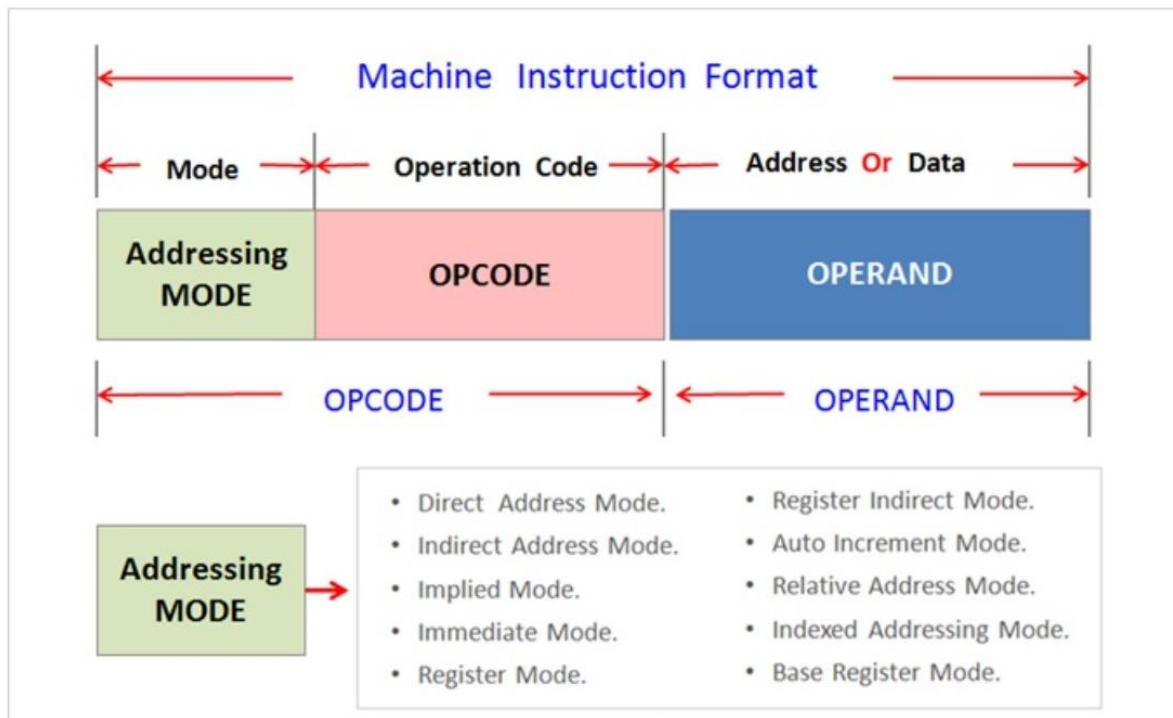 Machine Instruction Format
Mode
Operation Code
Address Or Data
Addressing
MODE
OPCODE
OPERAND
OPCODE
OPERAND
Addressing
MODE
• Direct Address Mode.
• Indirect Address Mode.
• Implied Mode.
• Immediate Mode.
• Register Mode.
• Register Indirect Mode.
• Auto Increment Mode.
• Relative Address Mode.
• Indexed Addressing Mode.
• Base Register Mode.